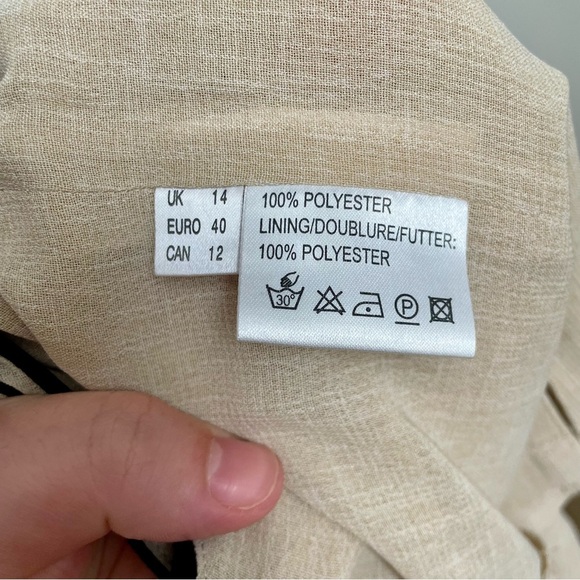 UK 14
EURO 40
CAN 12
100% POLYESTER
LINING/DOUBLURE/FUTTER:
100% POLYESTER
30°
P